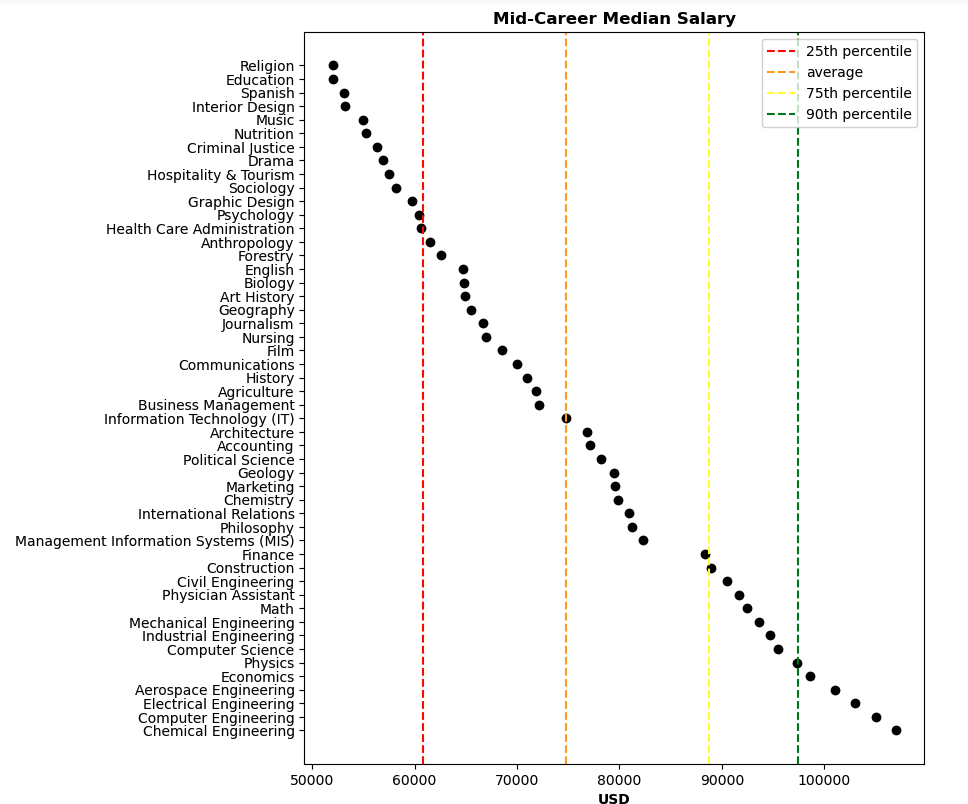 Mid-Career Median Salary
25th percentile
average
75th percentile
90th percentile
Religion
Education
Spanish
Interior Design
Music
Nutrition
Criminal Justice
Drama
Hospitality & Tourism
Sociology
Graphic Design
Psychology
Health Care Administration
Anthropology
Forestry
English
Biology
Art History
Geography
Journalism
Nursing
Film
Communications
History
Agriculture
Business Management
Information Technology (IT)
Architecture
Accounting
Political Science
Geology
Marketing
Chemistry
International Relations
Philosophy
Management Information Systems (MIS)
Finance
Construction
Civil Engineering
Physician Assistant
Math
Mechanical Engineering
Industrial Engineering
Computer Science
Physics
Economics
Aerospace Engineering
Electrical Engineering
Computer Engineering
Chemical Engineering
50000 60000 70000 80000 90000 100000
USD